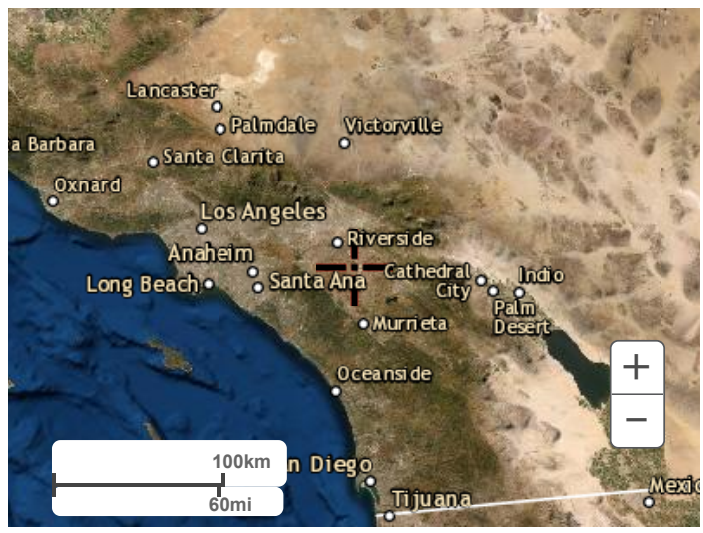 Lancaster
Palmdale
Victorville
a Barbara
Santa Clarita
Oxnard
Los Angeles
Riverside
Anaheim
Long Beach
Santa Ana
Cathedral
City
Indio
Palm
Desert
Murrieta
Oceanside
+
−
100km
60mi
n Diego
Tijuana
Mexic